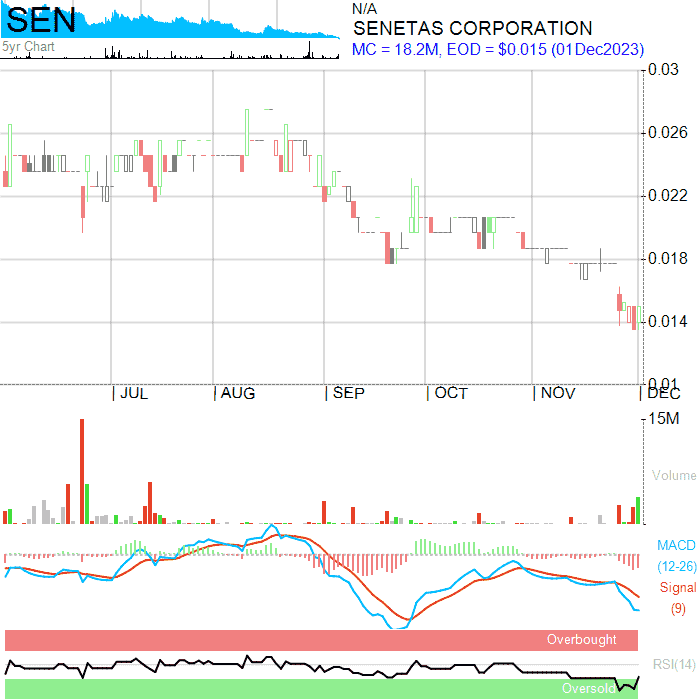 SEN
5yr Chart
N/A
SENETAS CORPORATION
MC = 18.2M, EOD = $0.015 (01Dec2023)
0.03
0.026
0.022
0.018
0.014
0.01
| JUL | AUG | SEP | OCT | NOV | DEC
15M
Volume
MACD
(12-26)
Signal
(9)
Overbought
RSI(14)
Oversold